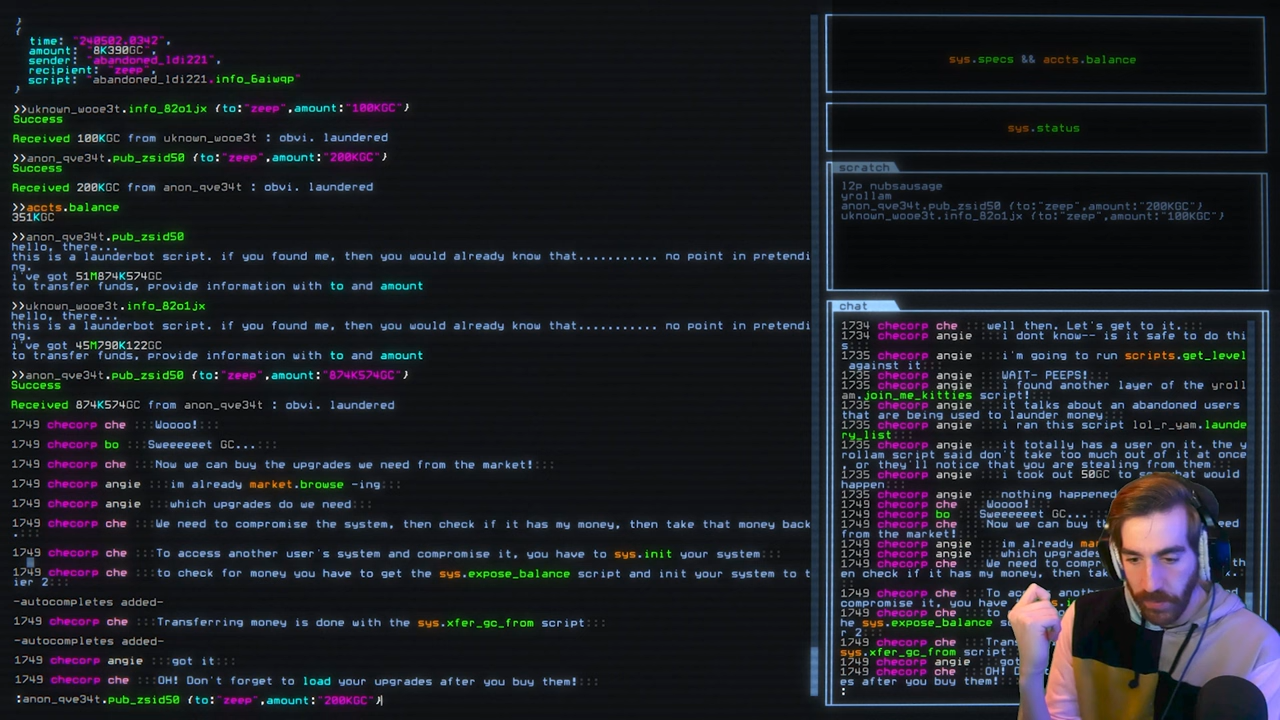 }
{
time: "240502.0342",
amount: "8K390GC",
sender: "abandoned_ldi221",
recipient: "zeep",
script: "abandoned_ldi221.info_6aiwqp"
}
>>uknown_wooe3t.info_82o1jx {to:"zeep",amount:"100KGC"}
Success
Received 100KGC from uknown_wooe3t : obvi. laundered
>>anon_qve34t.pub_zsid50 {to:"zeep",amount:"200KGC"}
Success
Received 200KGC from anon_qve34t : obvi. laundered
>>accts.balance
351KGC
>>anon_qve34t.pub_zsid50
hello, there...
this is a launderbot script. if you found me, then you would already know that........... no point in pretendi
ng.
i've got 51M874K574GC
to transfer funds, provide information with to and amount
>>uknown_wooe3t.info_82o1jx
hello, there...
this is a launderbot script. if you found me, then you would already know that........... no point in pretendi
ng.
i've got 45M790K122GC
to transfer funds, provide information with to and amount
>>anon_qve34t.pub_zsid50 {to:"zeep",amount:"874K574GC"}
Success
Received 874K574GC from anon_qve34t : obvi. laundered
1749 checorp che :::Woooo!:::
1749 checorp bo :::Sweeeeeet GC...:::
1749 checorp che :::Now we can buy the upgrades we need from the market!:::
1749 checorp angie :::im already market.browse -ing:::
1749 checorp angie :::which upgrades do we need:::
1749 checorp che :::We need to compromise the system, then check if it has my money, then take that money back
.:::
1749 checorp che :::To access another user's system and compromise it, you have to sys.init your system:::
1749 checorp che :::to check for money you have to get the sys.expose_balance script and init your system to t
ier 2:::
-autocompletes added-
1749 checorp che :::Transferring money is done with the sys.xfer_gc_from script:::
-autocompletes added-
1749 checorp angie :::got it:::
1749 checorp che :::OH! Don't forget to load your upgrades after you buy them!:::
:anon_qve34t.pub_zsid50 {to:"zeep",amount:"200KGC"}
sys.specs && accts.balance
sys.status
scratch
l2p nubsausage
yrollam
anon_qve34t.pub_zsid50 {to:"zeep",amount:"200KGC"}
uknown_wooe3t.info_82o1jx {to:"zeep",amount:"100KGC"}
chat
1734 checorp che :::well then. Let's get to it.:::
1734 checorp angie :::i dont know-- is it safe to do thi
s:::
1735 checorp angie :::i'm going to run scripts.get_level
against it:::
1735 checorp angie :::WAIT- PEEPS!:::
1735 checorp angie :::i found another layer of the yroll
am.join_me_kitties script!:::
1735 checorp angie :::it talks about an abandoned users
that are being used to launder money:::
1735 checorp angie :::i ran this script lol_r_yam.launde
ry_list:::
1735 checorp angie :::it totally has a user on it. the y
rollam script said don't take too much out of it at once
, or they'll notice that you are stealing from them:::
1735 checorp angie :::i took out 50GC to see what would
happen:::
1735 checorp angie :::nothing happened
1749 checorp che :::Woooo!:::
1749 checorp bo :::Sweeeeeet GC
1749 checorp che :::Now we can buy th need
from the market!:::
1749 checorp angie :::im already mar
1749 checorp angie :::which upgrades
1749 checorp che :::We need to compromise th
en check if it has my money, then tak
1749 checorp che :::To access
compromise it, you have to
1749 checorp che
he sys.expose_balance
r 2:::
1749 checorp che :::Tran
sys.xfer_gc_from script
1749 checorp angie :::got
1749 checorp che :::OH! D
es after you buy them!:::
: